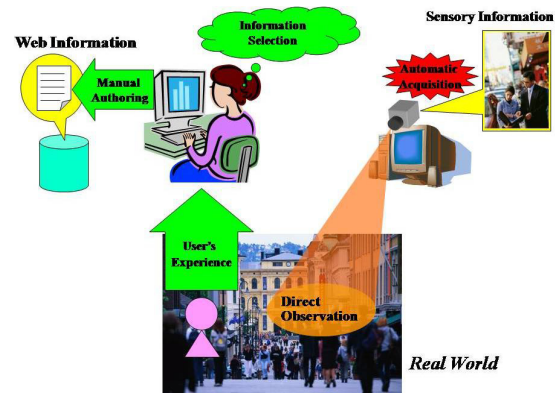 Information
Selection
Sensory Information
Web Information
Manual
Authoring
Automatic
Acquisition
User's
Experience
Direct
Observation
Real World